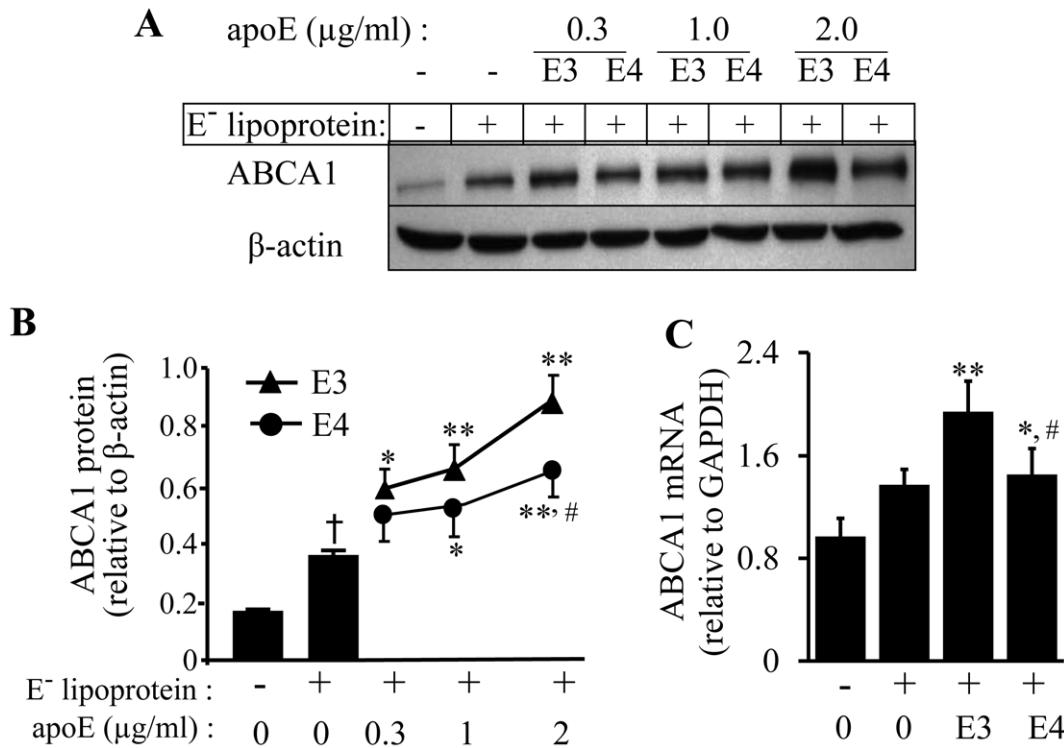 A
apoE (µg/ml) : 0.3 1.0 2.0
- - E3 E4 E3 E4 E3 E4
E⁻ lipoprotein: - + + + + + + +
ABCA1
β-actin
B
ABCA1 protein
(relative to β-actin)
1.0
0.8
0.6
0.4
0.2
0
E3
E4
†
*
**
**
*
**, #
E⁻ lipoprotein : - + + + +
apoE (µg/ml) : 0 0 0.3 1 2
C
ABCA1 mRNA
(relative to GAPDH)
2.4
1.6
0.8
0
**
*, #
- + + +
0 0 E3 E4